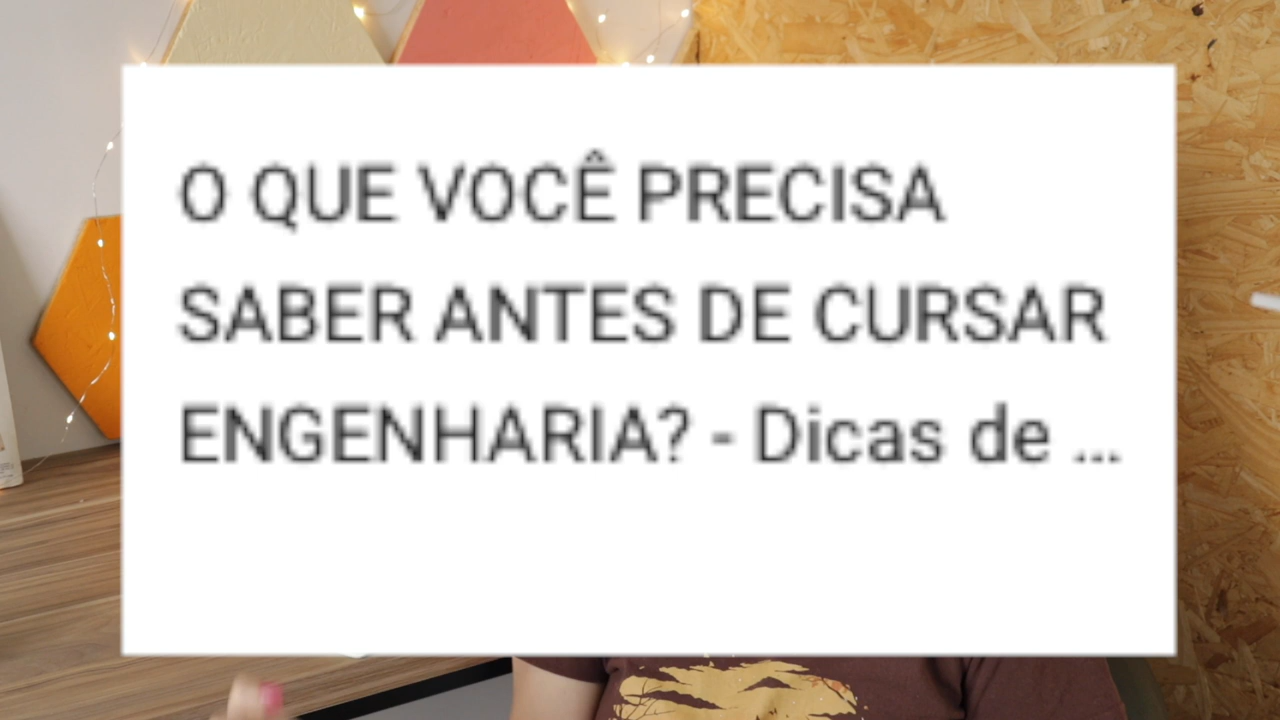 O QUE VOCÊ PRECISA
SABER ANTES DE CURSAR
ENGENHARIA? - Dicas de ...